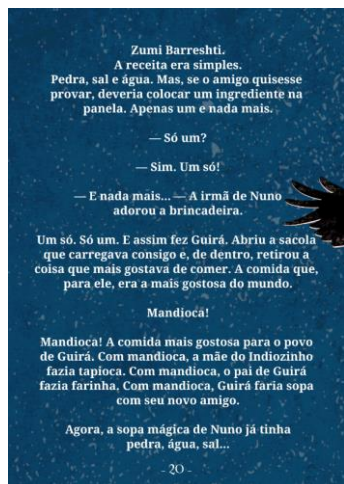 Zumi Barreshti.
A receita era simples.
Pedra, sal e água. Mas, se o amigo quisesse
provar, deveria colocar um ingrediente na
panela. Apenas um e nada mais.
— Só um?
— Sim. Um só!
— E nada mais... — A irmã de Nuno
adorou a brincadeira.
Um só. Só um. E assim fez Guirá. Abriu a sacola
que carregava consigo e, de dentro, retirou a
coisa que mais gostava de comer. A comida que,
para ele, era a mais gostosa do mundo.
Mandioca!
Mandioca! A comida mais gostosa para o povo
de Guirá. Com mandioca, a mãe do Indiozinho
fazia tapioca. Com mandioca, o pai de Guirá
fazia farinha. Com mandioca, Guirá faria sopa
com seu novo amigo.
Agora, a sopa mágica de Nuno já tinha
pedra, água, sal...
- 20 -